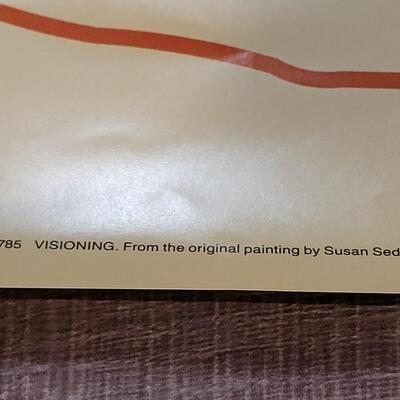 785 VISIONING. From the original painting by Susan Sed